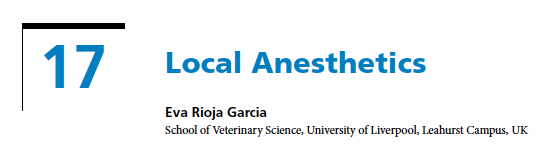 17
Local Anesthetics
Eva Rioja Garcia
School of Veterinary Science, University of Liverpool, Leahurst Campus, UK